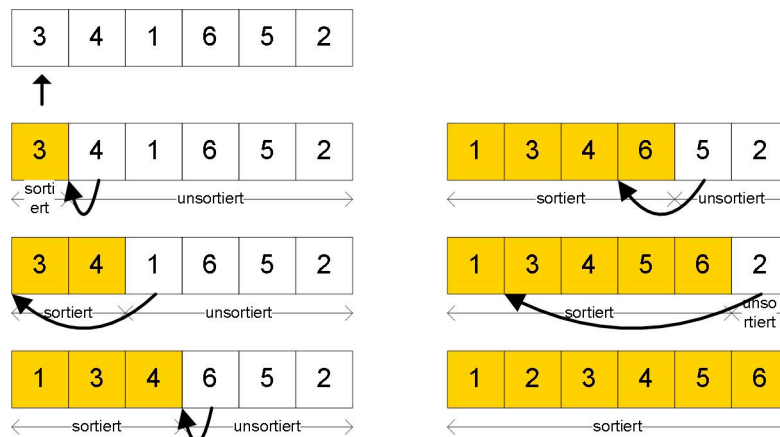 3 4 1 6 5 2
3 4 1 6 5 2
sorti
ert
unsortiert
3 4 1 6 5 2
sortiert unsortiert
1 3 4 6 5 2
sortiert unsortiert
1 3 4 6 5 2
sortiert unsortiert
1 3 4 5 6 2
sortiert
unso
rtiert
1 2 3 4 5 6
sortiert